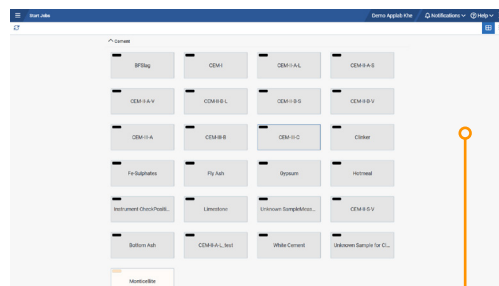 Start Jobs
Demo Applab Khe
Notifications
Help
Cement
BFSlag
CEM-I
CEM-II-A-L
CEM-II-A-S
CEM-II-A-V
CEM-II-B-L
CEM-II-B-S
CEM-II-B-V
CEM-III-A
CEM-III-B
CEM-III-C
Clinker
Fe-Sulphates
Fly Ash
Gypsum
Hotmeal
Instrument CheckPositi...
Limestone
Unknown SampleMeas...
CEM-II-S-V
Bottom Ash
CEM-II-A-L_test
White Cement
Unknown Sample for Cl...
Monticellite